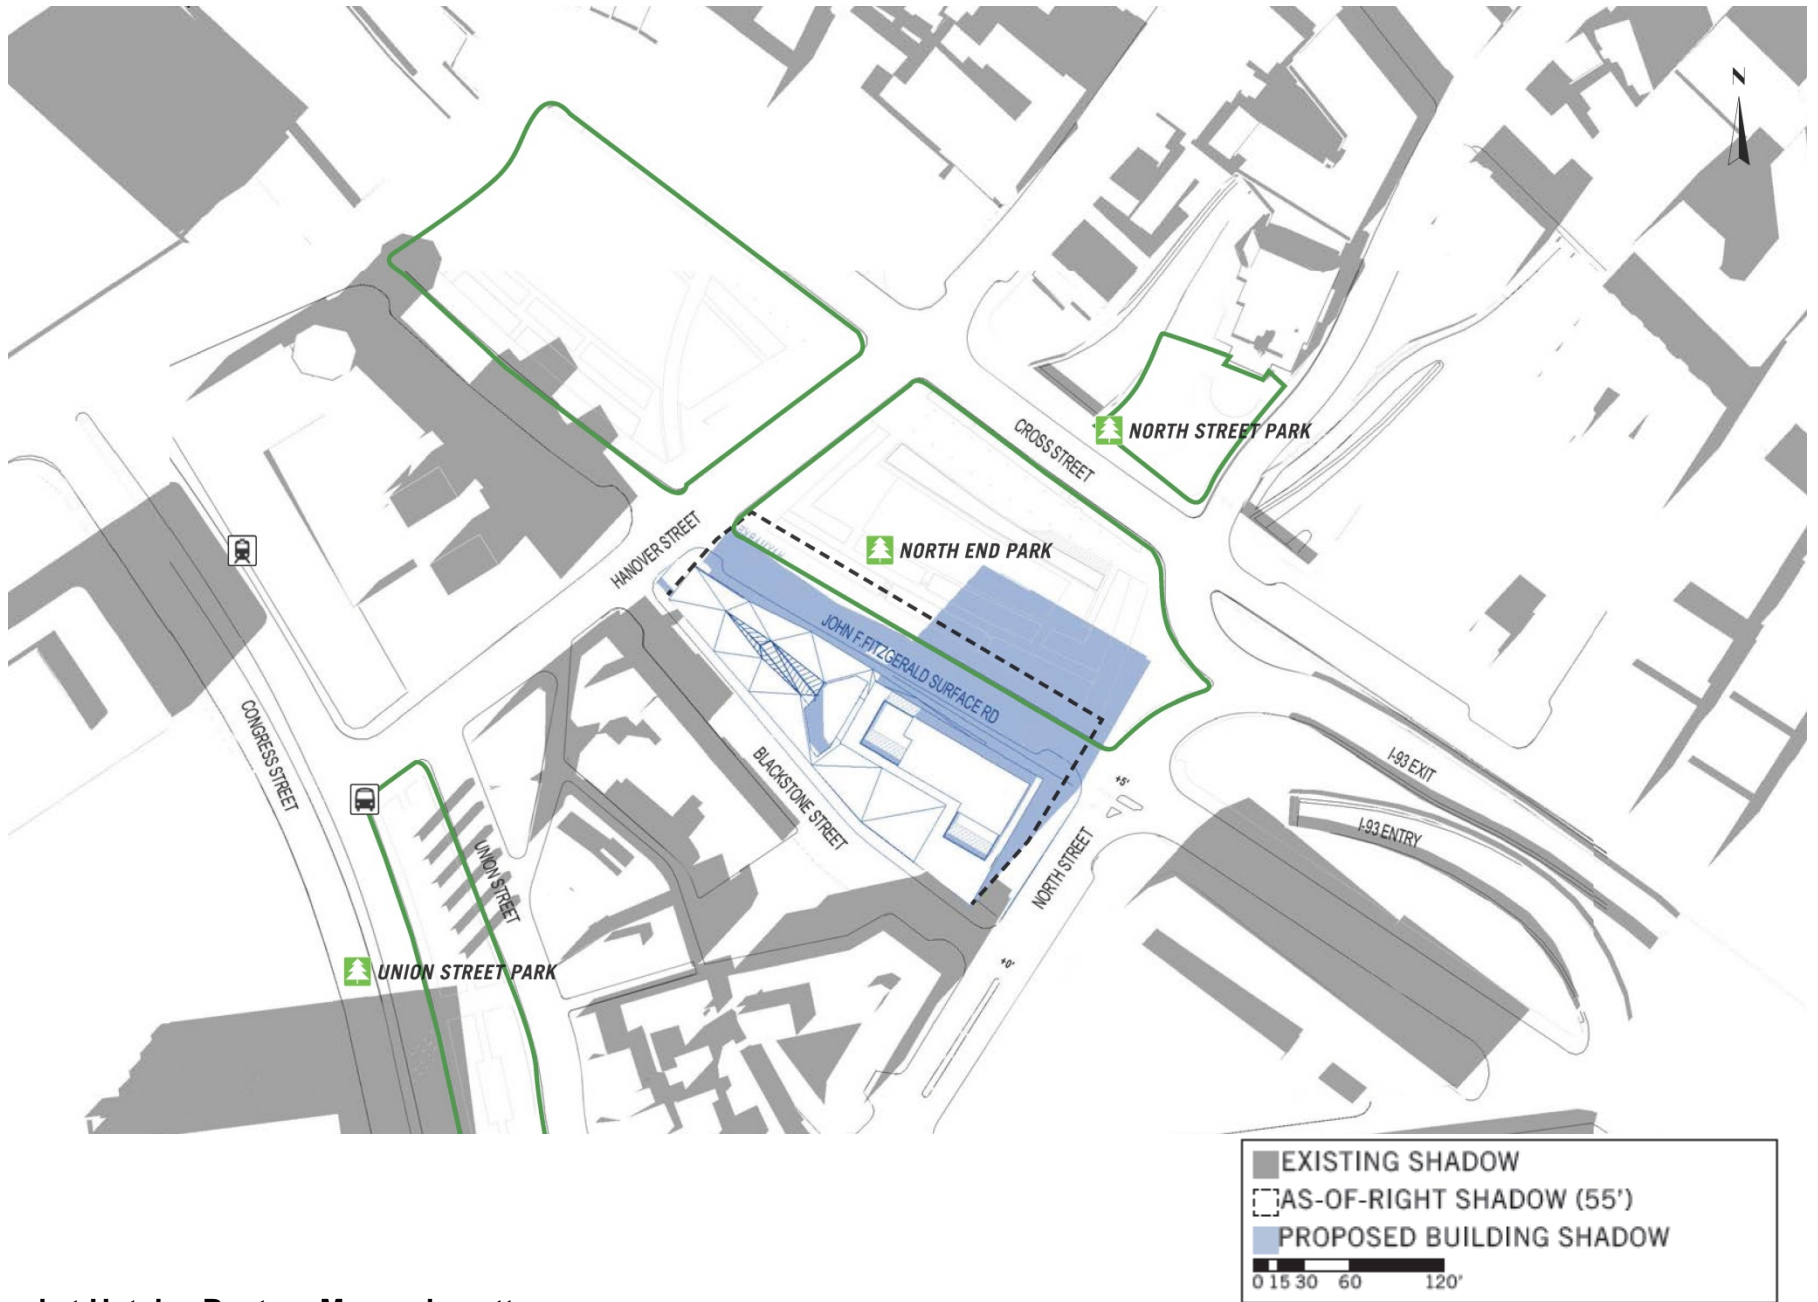 N
NORTH STREET PARK
CROSS STREET
HANOVER STREET
NORTH END PARK
JOHN F. FITZGERALD SURFACE RD
CONGRESS STREET
BLACKSTONE STREET
+5'
I-93 EXIT
I-93 ENTRY
UNION STREET
NORTH STREET
UNION STREET PARK
+0'
EXISTING SHADOW
AS-OF-RIGHT SHADOW (55')
PROPOSED BUILDING SHADOW
0 15 30 60 120'